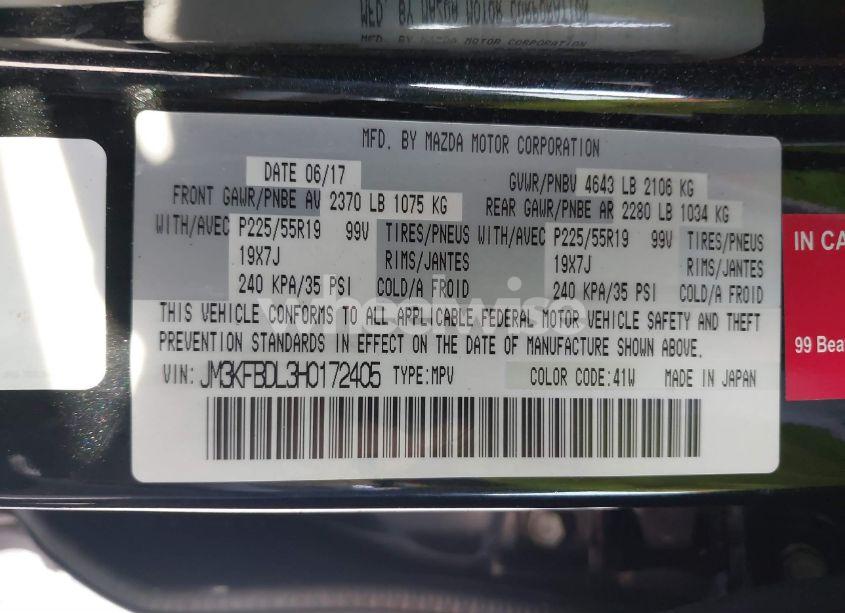 MFD. BY MAZDA MOTOR CORPORATION
DATE 06/17 GVWR/PNBV 4643 LB 2106 KG
FRONT GAWR/PNBE AV 2370 LB 1075 KG REAR GAWR/PNBE AR 2280 LB 1034 KG
WITH/AVEC P225/55R19 99V TIRES/PNEUS WITH/AVEC P225/55R19 99V TIRES/PNEUS
19X7J RIMS/JANTES 19X7J RIMS/JANTES
240 KPA/35 PSI COLD/A FROID 240 KPA/35 PSI COLD/A FROID
wheelwise
THIS VEHICLE CONFORMS TO ALL APPLICABLE FEDERAL MOTOR VEHICLE SAFETY AND THEFT
PREVENTION STANDARDS IN EFFECT ON THE DATE OF MANUFACTURE SHOWN ABOVE.
VIN: JM3KFBDL3H0172405 TYPE:MPV COLOR CODE:41W MADE IN JAPAN
IN CA
99 Bea